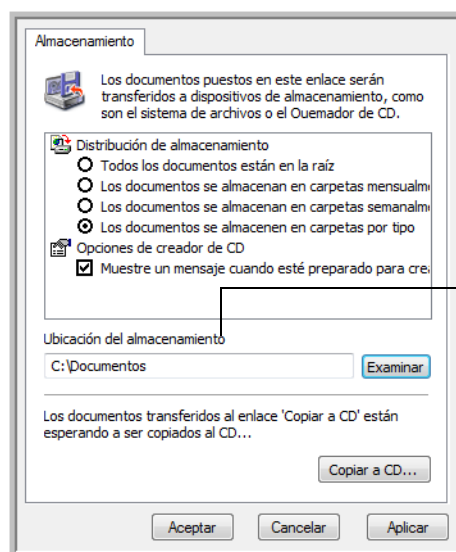 Almacenamiento
Los documentos puestos en este enlace serán
transferidos a dispositivos de almacenamiento, como
son el sistema de archivos o el Quemador de CD.
Distribución de almacenamiento
Todos los documentos están en la raíz
Los documentos se almacenan en carpetas mensualm
Los documentos se almacenan en carpetas semanalm
Los documentos se almacenen en carpetas por tipo
Opciones de creador de CD
Muestre un mensaje cuando esté preparado para crea
Ubicación del almacenamiento
C:\Documentos
Examinar
Los documentos transferidos al enlace 'Copiar a CD' están
esperando a ser copiados al CD...
Copiar a CD...
Aceptar
Cancelar
Aplicar